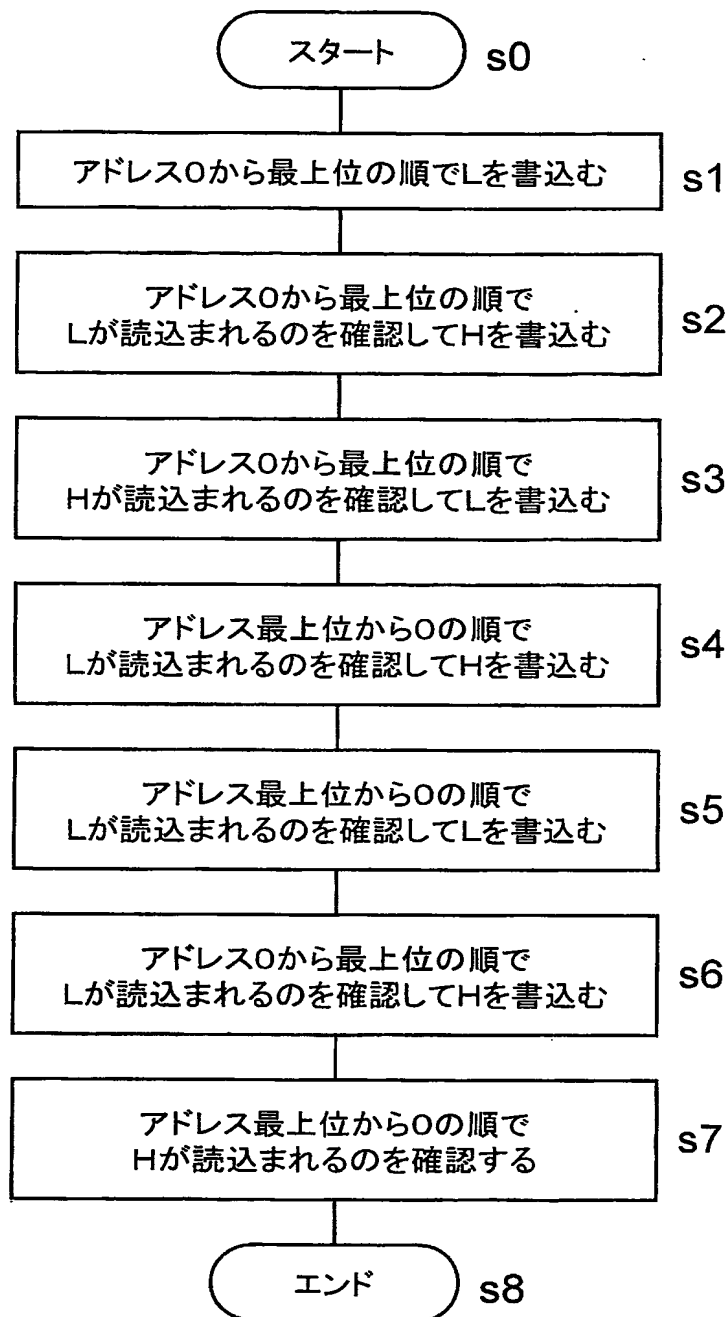 スタート
s0
アドレス0から最上位の順でLを書込む
s1
アドレス0から最上位の順で
Lが読込まれるのを確認してHを書込む
s2
アドレス0から最上位の順で
Hが読込まれるのを確認してLを書込む
s3
アドレス最上位から0の順で
Lが読込まれるのを確認してHを書込む
s4
アドレス最上位から0の順で
Lが読込まれるのを確認してLを書込む
s5
アドレス0から最上位の順で
Lが読込まれるのを確認してHを書込む
s6
アドレス最上位から0の順で
Hが読込まれるのを確認する
s7
エンド
s8